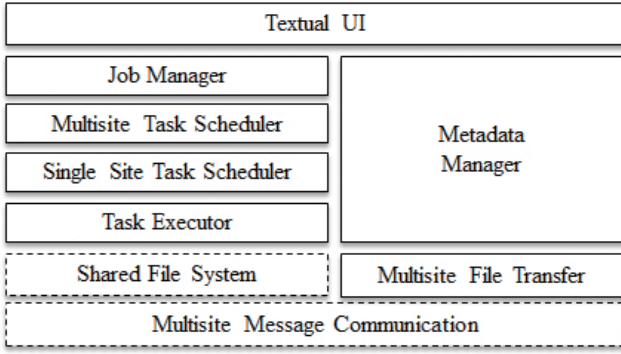 Textual UI
Job Manager
Multisite Task Scheduler
Single Site Task Scheduler
Task Executor
Metadata
Manager
Shared File System
Multisite File Transfer
Multisite Message Communication